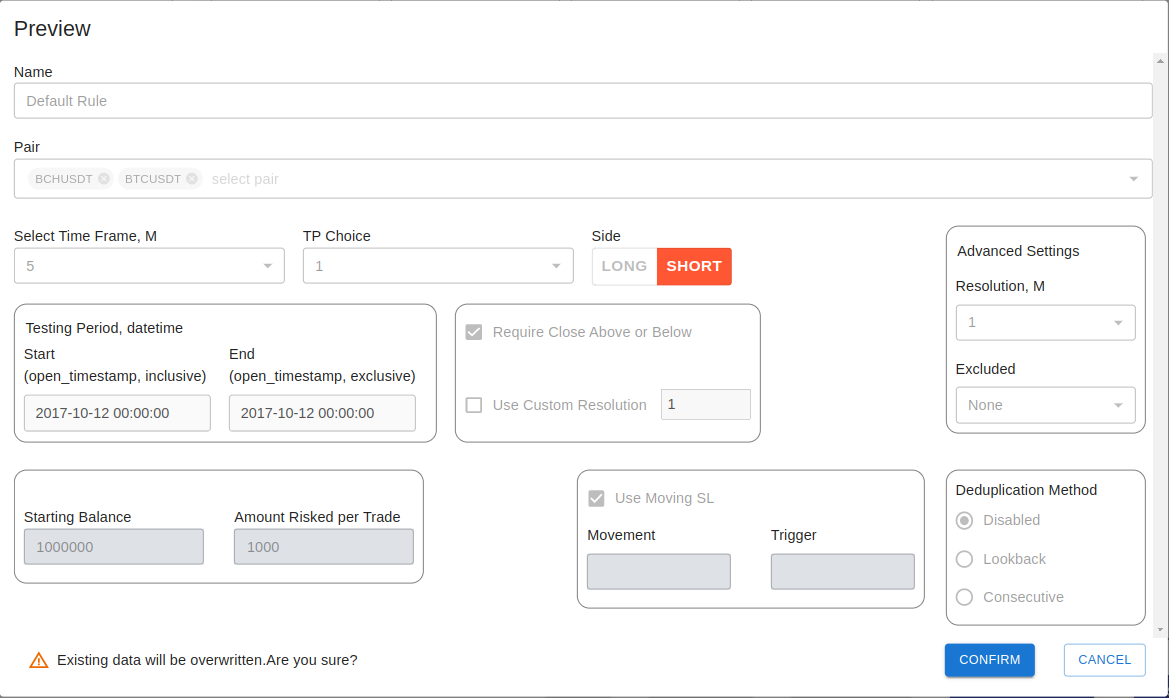 Preview
Name
Default Rule
Pair
BCHUSDT BTCUSDT select pair
Select Time Frame, M
5
TP Choice
1
Side
LONG SHORT
Advanced Settings
Resolution, M
1
Excluded
None
Testing Period, datetime
Start
(open_timestamp, inclusive)
2017-10-12 00:00:00
End
(open_timestamp, exclusive)
2017-10-12 00:00:00
Require Close Above or Below
Use Custom Resolution 1
Starting Balance
1000000
Amount Risked per Trade
1000
Use Moving SL
Movement
Trigger
Deduplication Method
Disabled
Lookback
Consecutive
Existing data will be overwritten.Are you sure?
CONFIRM CANCEL